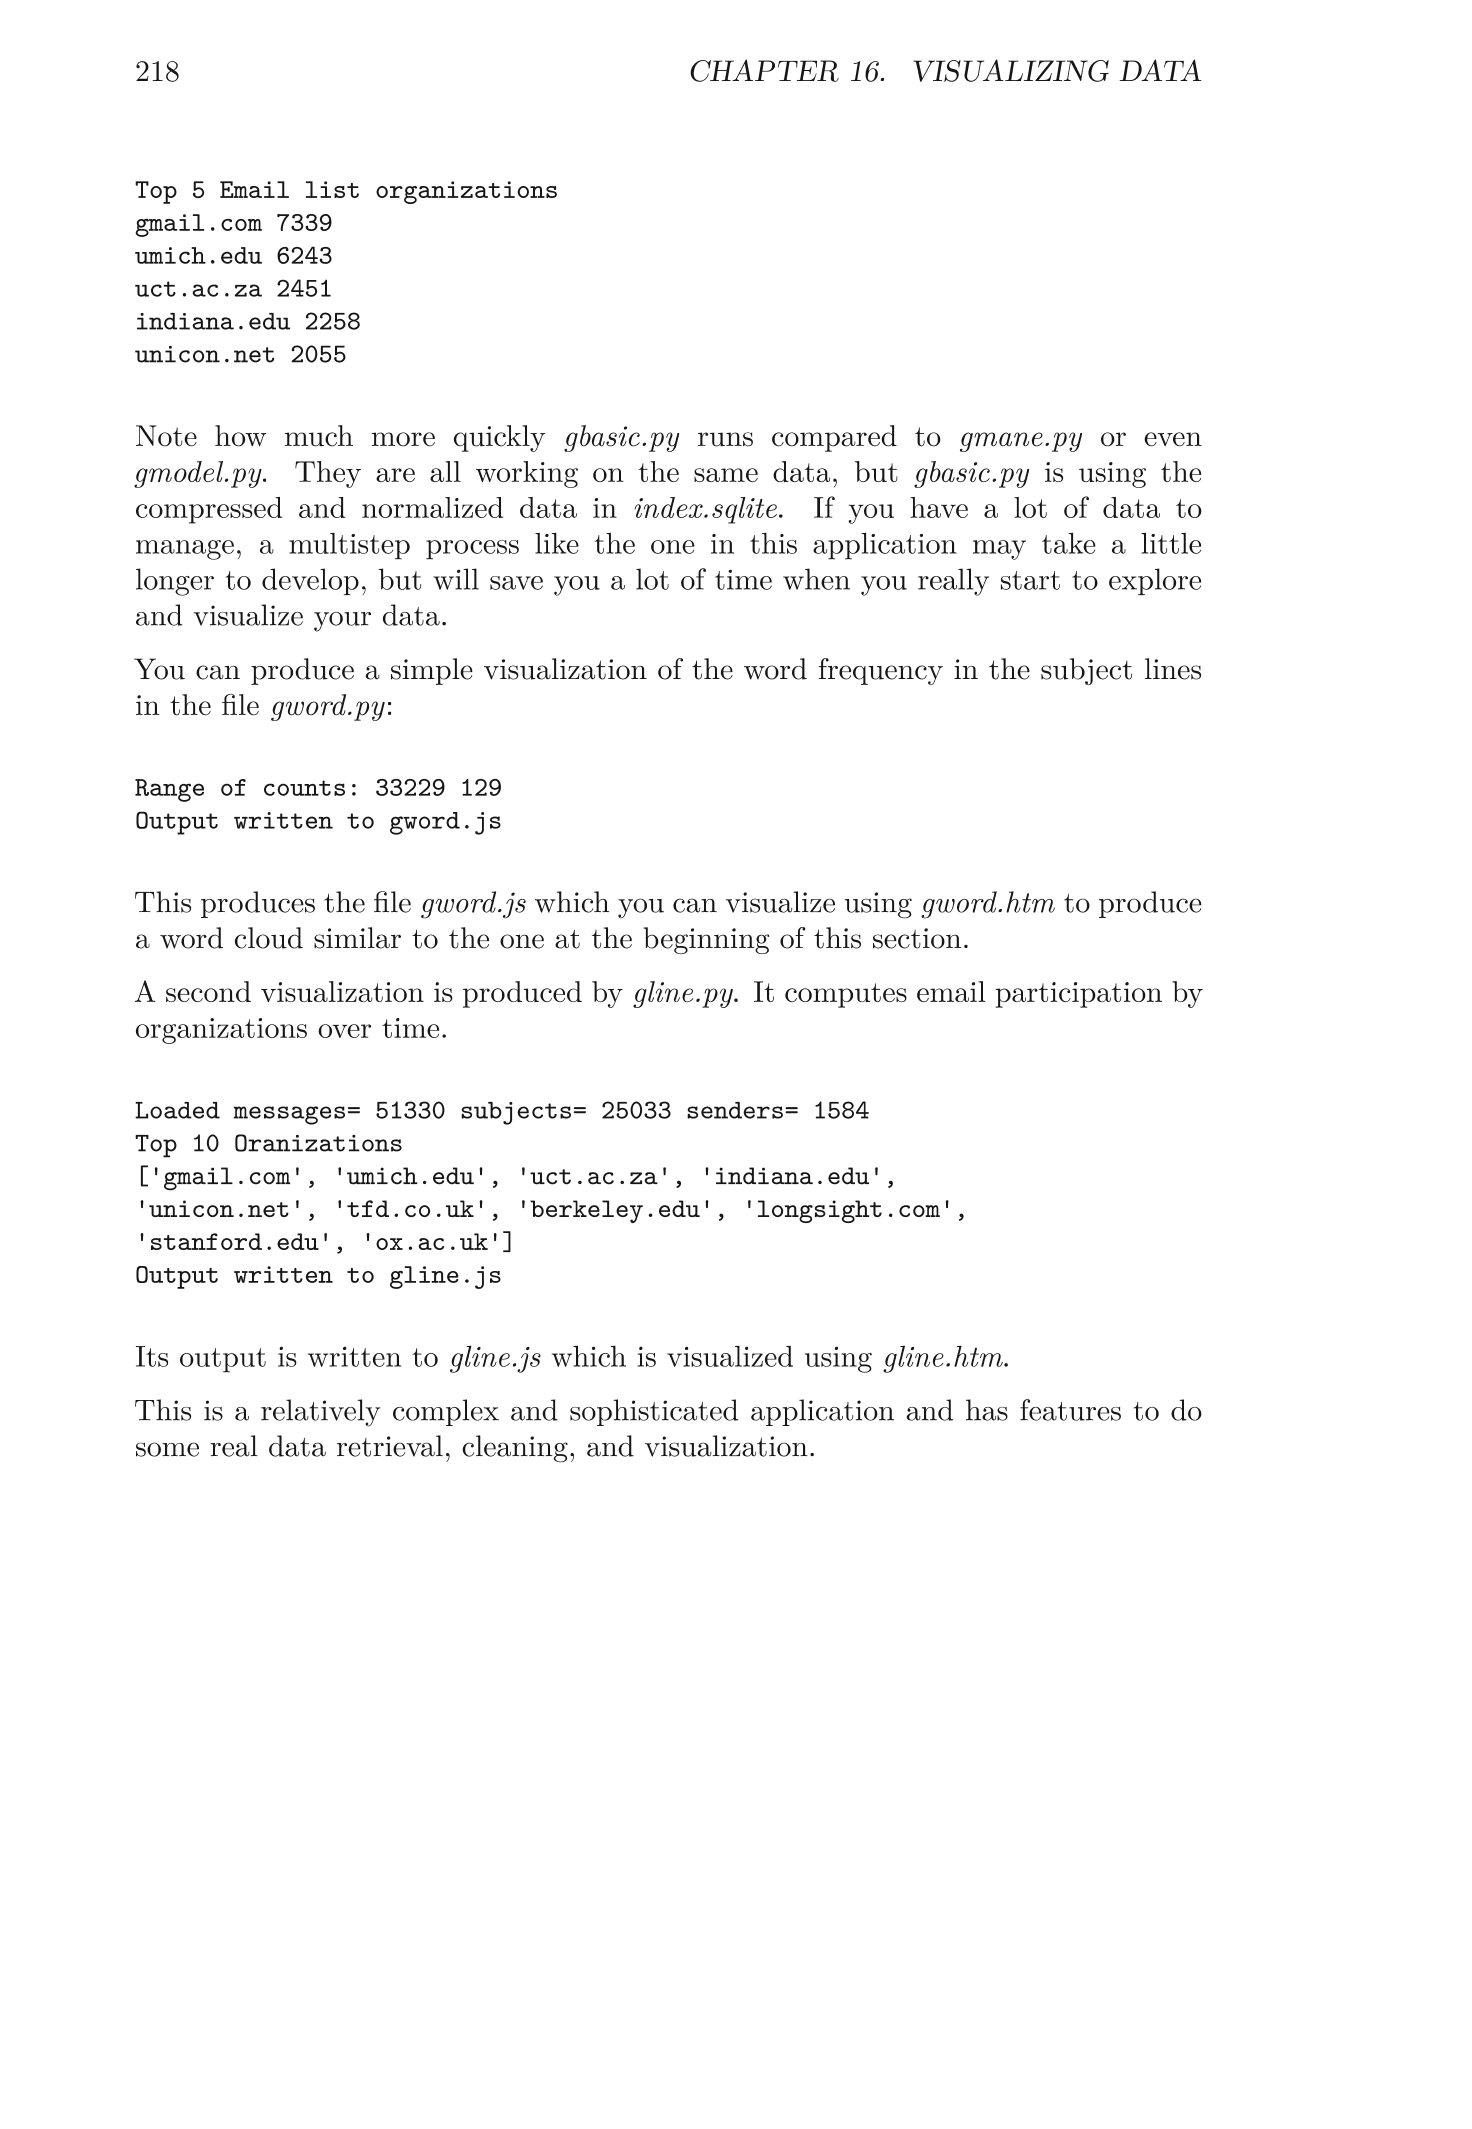 218 CHAPTER 16. VISUALIZING DATA
Top 5 Email list organizations
gmail.com 7339
umich.edu 6243
uct.ac.za 2451
indiana.edu 2258
unicon.net 2055
Note how much more quickly gbasic.py runs compared to gmane.py or even
gmodel.py. They are all working on the same data, but gbasic.py is using the
compressed and normalized data in index.sqlite. If you have a lot of data to
manage, a multistep process like the one in this application may take a little
longer to develop, but will save you a lot of time when you really start to explore
and visualize your data.
You can produce a simple visualization of the word frequency in the subject lines
in the file gword.py:
Range of counts: 33229 129
Output written to gword.js
This produces the file gword.js which you can visualize using gword.htm to produce
a word cloud similar to the one at the beginning of this section.
A second visualization is produced by gline.py. It computes email participation by
organizations over time.
Loaded messages= 51330 subjects= 25033 senders= 1584
Top 10 Oranizations
['gmail.com', 'umich.edu', 'uct.ac.za', 'indiana.edu',
'unicon.net', 'tfd.co.uk', 'berkeley.edu', 'longsight.com',
'stanford.edu', 'ox.ac.uk']
Output written to gline.js
Its output is written to gline.js which is visualized using gline.htm.
This is a relatively complex and sophisticated application and has features to do
some real data retrieval, cleaning, and visualization.